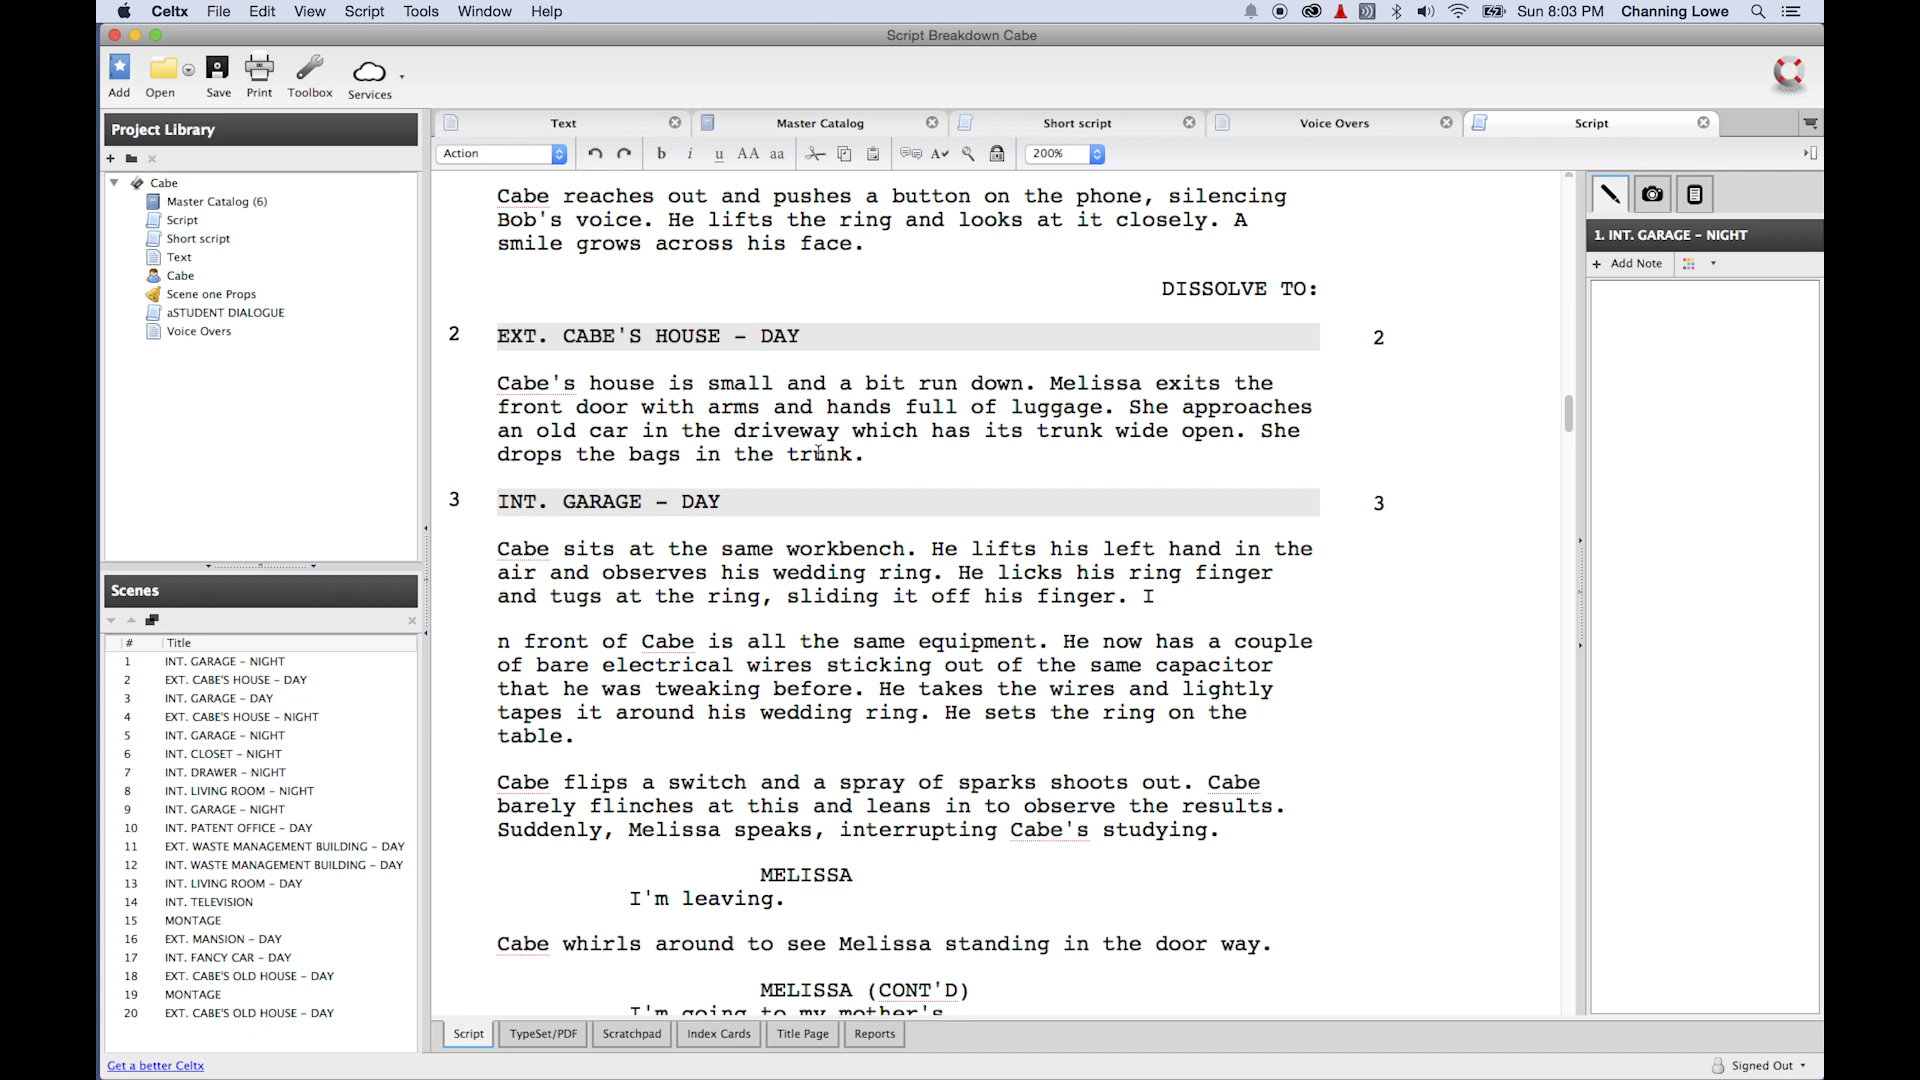 Celtx File Edit View Script Tools Window Help Sun 8:03 PM Channing Lowe
Script Breakdown Cabe
Add Open Save Print Toolbox Services
Project Library
Text Master Catalog Short script Voice Overs Script
Action b i u AA aa 200%
Cabe
Master Catalog (6)
Script
Short script
Text
Cabe
Scene one Props
aSTUDENT DIALOGUE
Voice Overs
Scenes
# Title
1 INT. GARAGE - NIGHT
2 EXT. CABE'S HOUSE - DAY
3 INT. GARAGE - DAY
4 EXT. CABE'S HOUSE - NIGHT
5 INT. GARAGE - NIGHT
6 INT. CLOSET - NIGHT
7 INT. DRAWER - NIGHT
8 INT. LIVING ROOM - NIGHT
9 INT. GARAGE - NIGHT
10 INT. PATENT OFFICE - DAY
11 EXT. WASTE MANAGEMENT BUILDING - DAY
12 INT. WASTE MANAGEMENT BUILDING - DAY
13 INT. LIVING ROOM - DAY
14 INT. TELEVISION
15 MONTAGE
16 EXT. MANSION - DAY
17 INT. FANCY CAR - DAY
18 EXT. CABE'S OLD HOUSE - DAY
19 MONTAGE
20 EXT. CABE'S OLD HOUSE - DAY
Cabe reaches out and pushes a button on the phone, silencing
Bob's voice. He lifts the ring and looks at it closely. A
smile grows across his face.
DISSOLVE TO:
2 EXT. CABE'S HOUSE - DAY 2
Cabe's house is small and a bit run down. Melissa exits the
front door with arms and hands full of luggage. She approaches
an old car in the driveway which has its trunk wide open. She
drops the bags in the trunk.
3 INT. GARAGE - DAY 3
Cabe sits at the same workbench. He lifts his left hand in the
air and observes his wedding ring. He licks his ring finger
and tugs at the ring, sliding it off his finger. I
n front of Cabe is all the same equipment. He now has a couple
of bare electrical wires sticking out of the same capacitor
that he was tweaking before. He takes the wires and lightly
tapes it around his wedding ring. He sets the ring on the
table.
Cabe flips a switch and a spray of sparks shoots out. Cabe
barely flinches at this and leans in to observe the results.
Suddenly, Melissa speaks, interrupting Cabe's studying.
MELISSA
I'm leaving.
Cabe whirls around to see Melissa standing in the door way.
MELISSA (CONT'D)
I'm going to my mother's
1. INT. GARAGE - NIGHT
+ Add Note
Script TypeSet/PDF Scratchpad Index Cards Title Page Reports
Get a better Celtx Signed Out